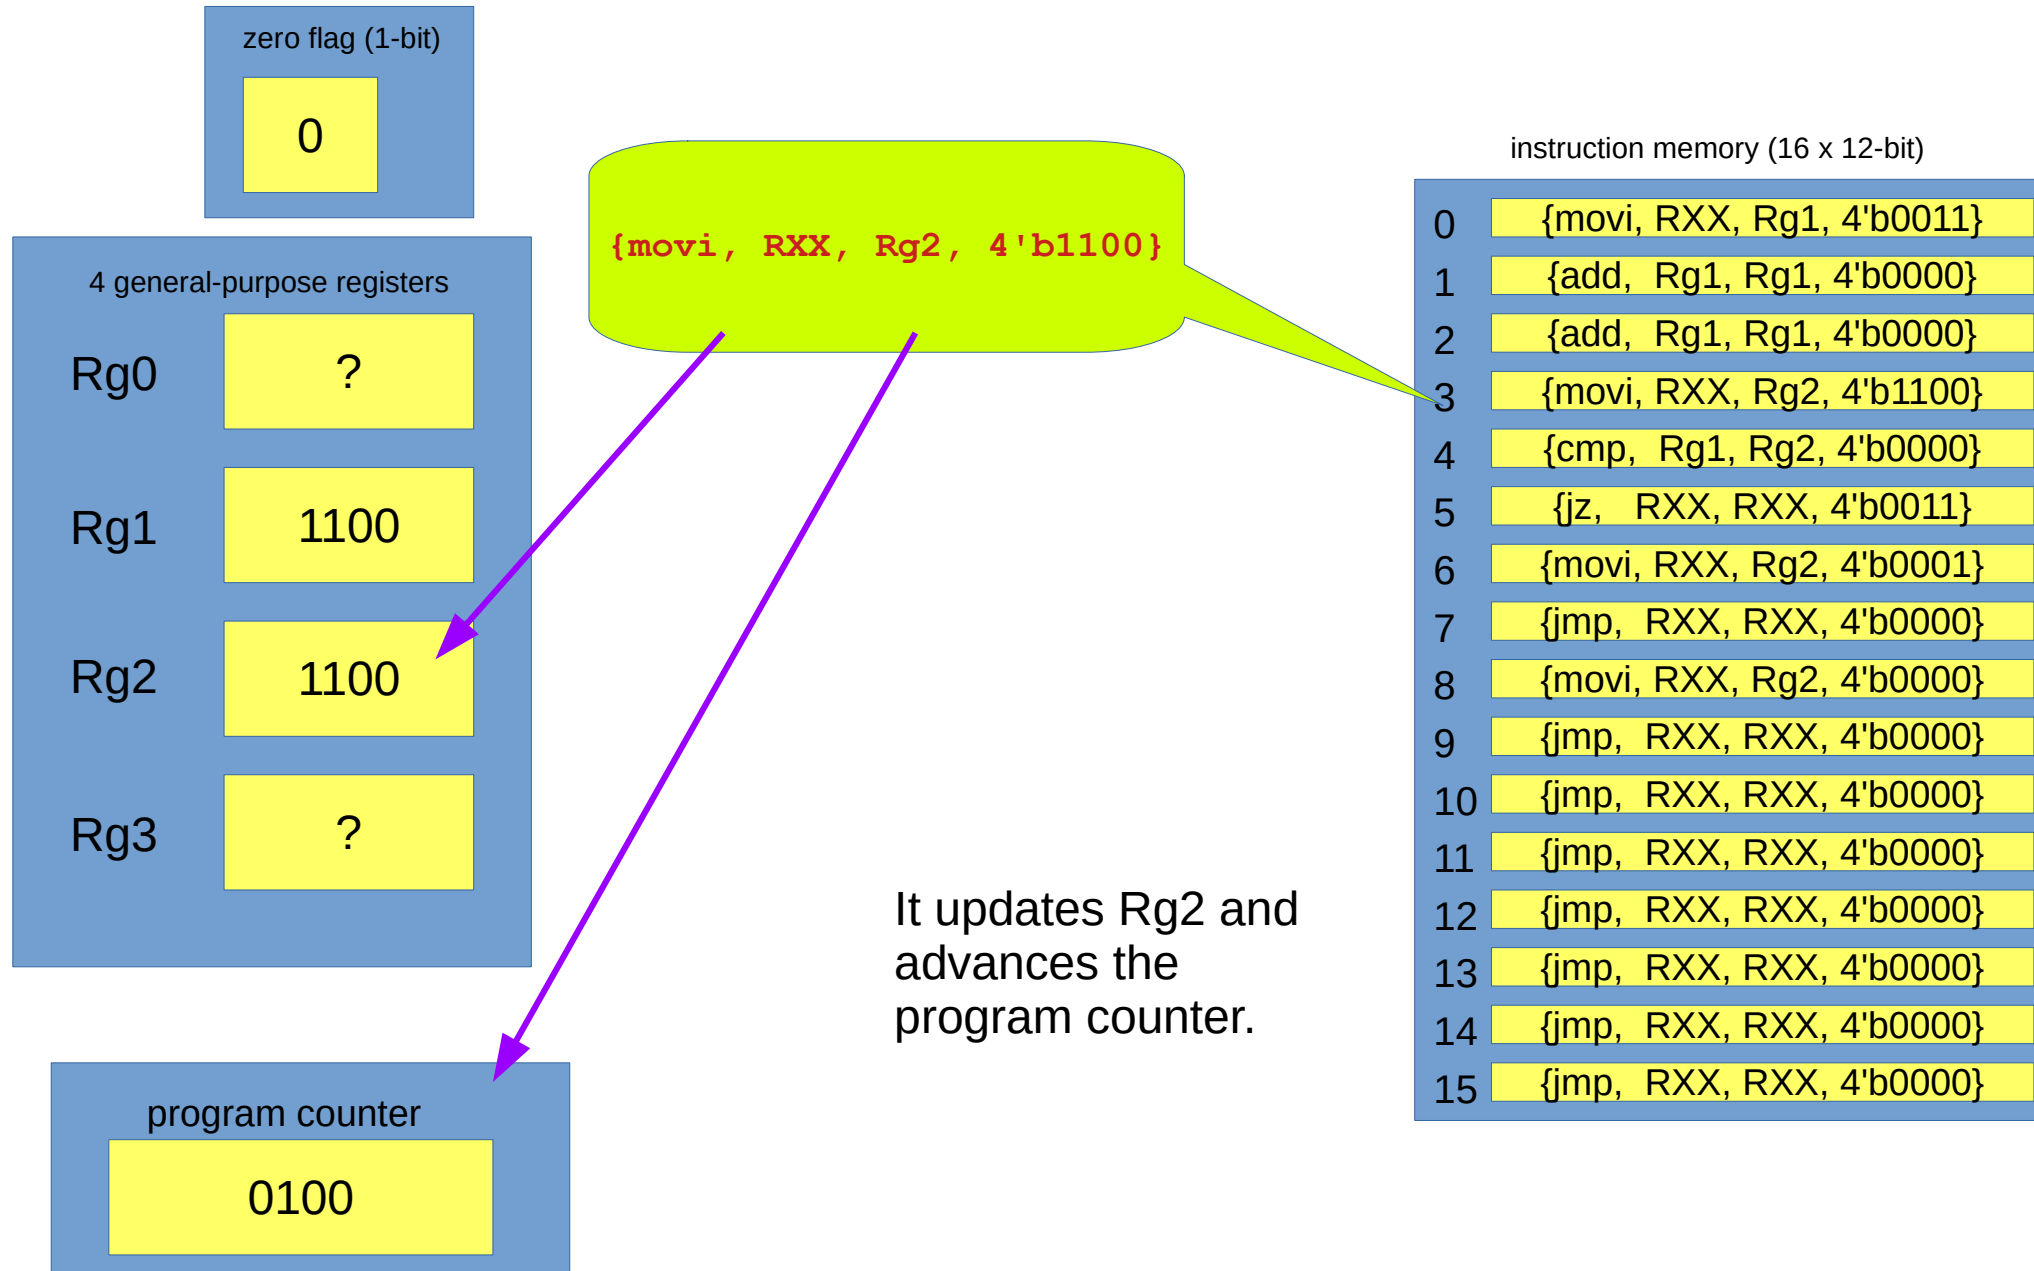 zero flag (1-bit)
0
4 general-purpose registers
Rg0
?
Rg1
1100
Rg2
1100
Rg3
?
program counter
0100
{movi, RXX, Rg2, 4'b1100}
It updates Rg2 and
advances the
program counter.
instruction memory (16 x 12-bit)
0 {movi, RXX, Rg1, 4'b0011}
1 {add, Rg1, Rg1, 4'b0000}
2 {add, Rg1, Rg1, 4'b0000}
3 {movi, RXX, Rg2, 4'b1100}
4 {cmp, Rg1, Rg2, 4'b0000}
5 {jz, RXX, RXX, 4'b0011}
6 {movi, RXX, Rg2, 4'b0001}
7 {jmp, RXX, RXX, 4'b0000}
8 {movi, RXX, Rg2, 4'b0000}
9 {jmp, RXX, RXX, 4'b0000}
10 {jmp, RXX, RXX, 4'b0000}
11 {jmp, RXX, RXX, 4'b0000}
12 {jmp, RXX, RXX, 4'b0000}
13 {jmp, RXX, RXX, 4'b0000}
14 {jmp, RXX, RXX, 4'b0000}
15 {jmp, RXX, RXX, 4'b0000}